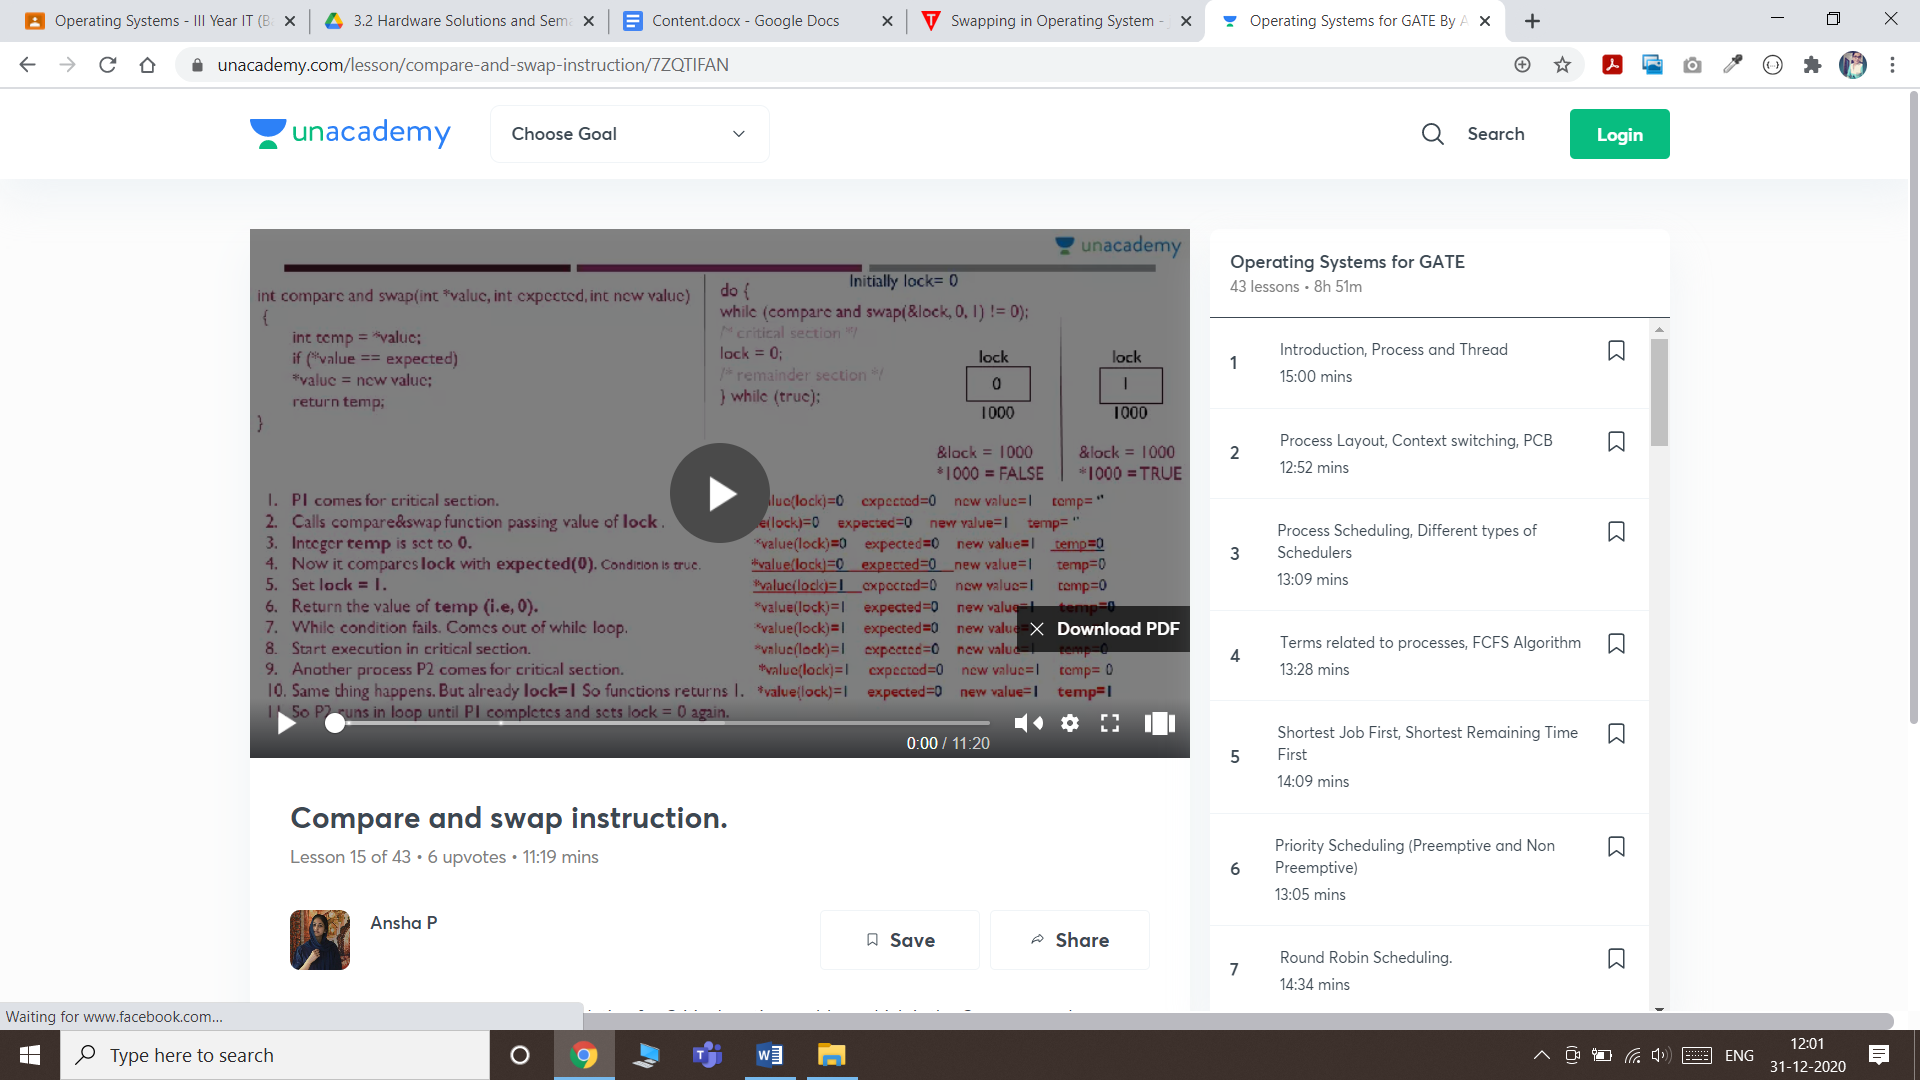 Operating Systems - III Year IT (B
3.2 Hardware Solutions and Sem
Content.docx - Google Docs
Swapping in Operating System -
Operating Systems for GATE By A
unacademy.com/lesson/compare-and-swap-instruction/7ZQTIFAN
unacademy
Choose Goal
Search
Login
unacademy
int compare and swap(int *value, int expected, int new value)
{
int temp = *value;
if (*value == expected)
*value = new value;
return temp;
}
Initially lock= 0
do {
while (compare and swap(&lock, 0, 1) != 0);
/* critical section */
lock = 0;
/* remainder section */
} while (true);
lock
0
1000
&lock = 1000
*1000 = FALSE
lock
1
1000
&lock = 1000
*1000 = TRUE
1. P1 comes for critical section.
2. Calls compare&swap function passing value of lock .
3. Integer temp is set to 0.
4. Now it compares lock with expected(0). Condition is true.
5. Set lock = 1.
6. Return the value of temp (i.e, 0).
7. While condition fails. Comes out of while loop.
8. Start execution in critical section.
9. Another process P2 comes for critical section.
10. Same thing happens. But already lock=1 So functions returns 1.
11. So P2 runs in loop until P1 completes and sets lock = 0 again.
lue(lock)=0 expected=0 new value=1 temp= ''
e(lock)=0 expected=0 new value=1 temp= ''
*value(lock)=0 expected=0 new value=1 temp=0
*value(lock)=0 expected=0 new value=1 temp=0
*value(lock)=1 expected=0 new value=1 temp=0
*value(lock)=1 expected=0 new value=1 temp=0
*value(lock)=1 expected=0 new value
*value(lock)=1 expected=0 new value=1 temp= 0
*value(lock)=1 expected=0 new value=1 temp= 0
*value(lock)=1 expected=0 new value=1 temp=1
Download PDF
0:00 / 11:20
Compare and swap instruction.
Lesson 15 of 43 • 6 upvotes • 11:19 mins
Ansha P
Save
Share
Operating Systems for GATE
43 lessons • 8h 51m
1
Introduction, Process and Thread
15:00 mins
2
Process Layout, Context switching, PCB
12:52 mins
3
Process Scheduling, Different types of
Schedulers
13:09 mins
4
Terms related to processes, FCFS Algorithm
13:28 mins
5
Shortest Job First, Shortest Remaining Time
First
14:09 mins
6
Priority Scheduling (Preemptive and Non
Preemptive)
13:05 mins
7
Round Robin Scheduling.
14:34 mins
Waiting for www.facebook.com...
Type here to search
ENG
12:01
31-12-2020